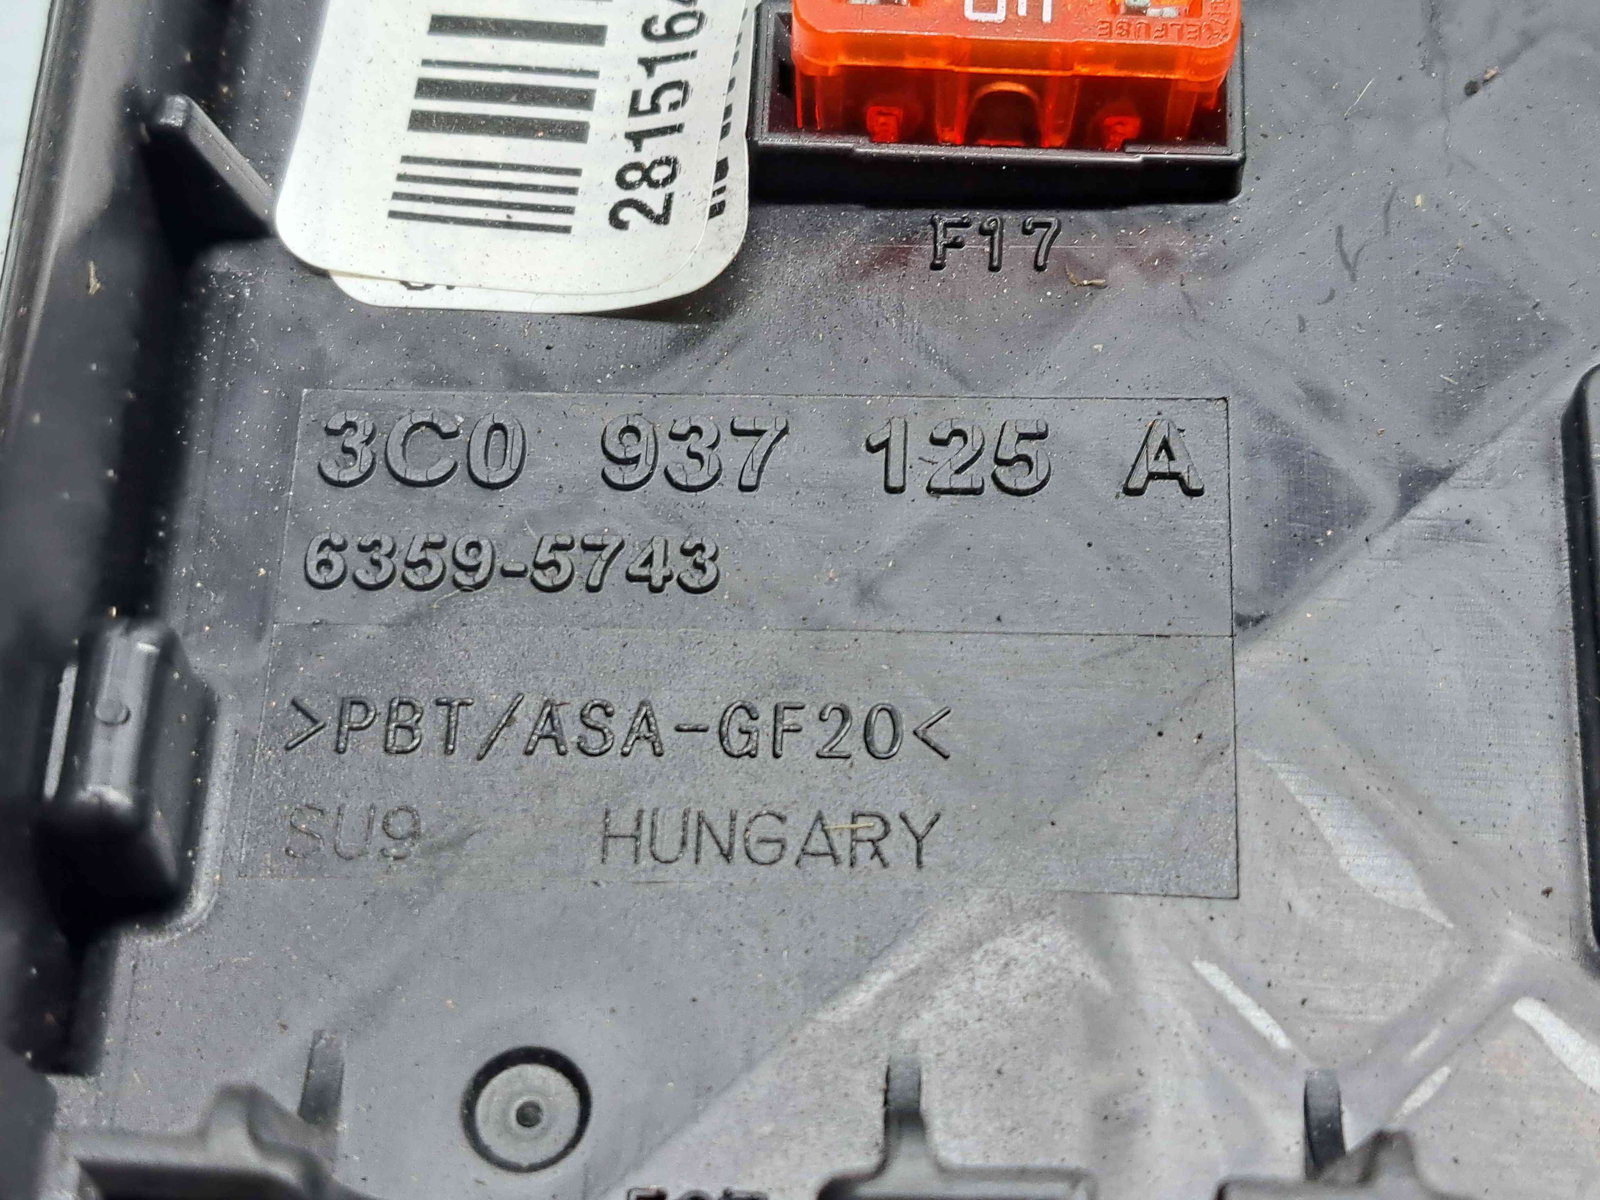 2815164
F17
3C0 937 125 A
6359-5743
>PBT/ASA-GF20<
SU9 HUNGARY